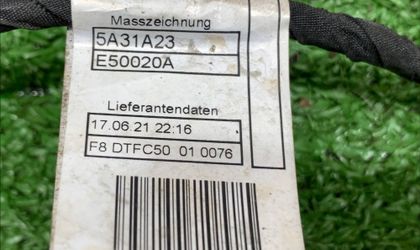 Masszeichnung
5A31A23
E50020A
Lieferantendaten
17.06.21 22:16
F8 DTFC50 01 0076